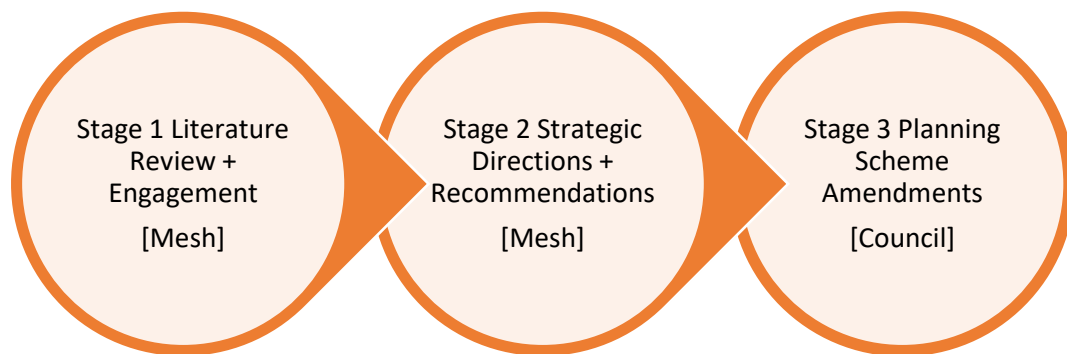 Stage 1 Literature
Review +
Engagement
[Mesh]
Stage 2 Strategic
Directions +
Recommendations
[Mesh]
Stage 3 Planning
Scheme
Amendments
[Council]